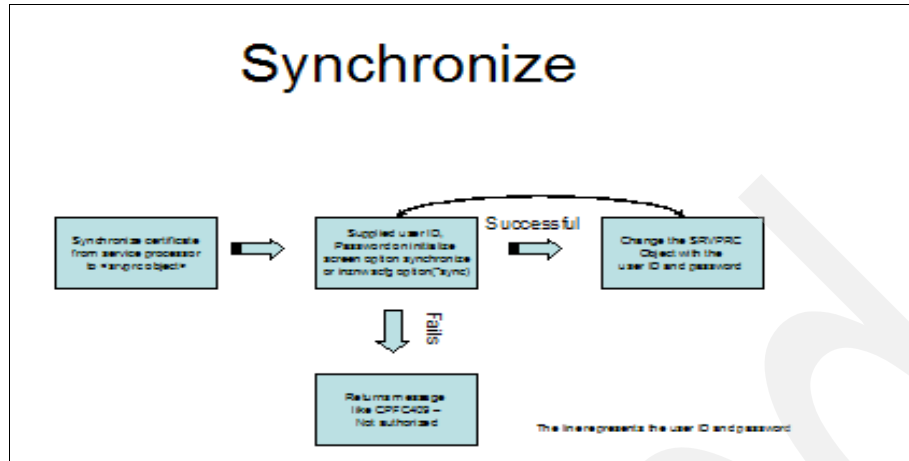 Synchronize
Synchronize certificate
from service processor
to <srvprc object>
Supplied user ID,
Password on initialize
screen option synchronize
or inznwscfg option(*sync)
Successful
Change the SRVPRC
Object with the
user ID and password
Fails
Returns message
like CPFC409 –
Not authorized
The line represents the user ID and password